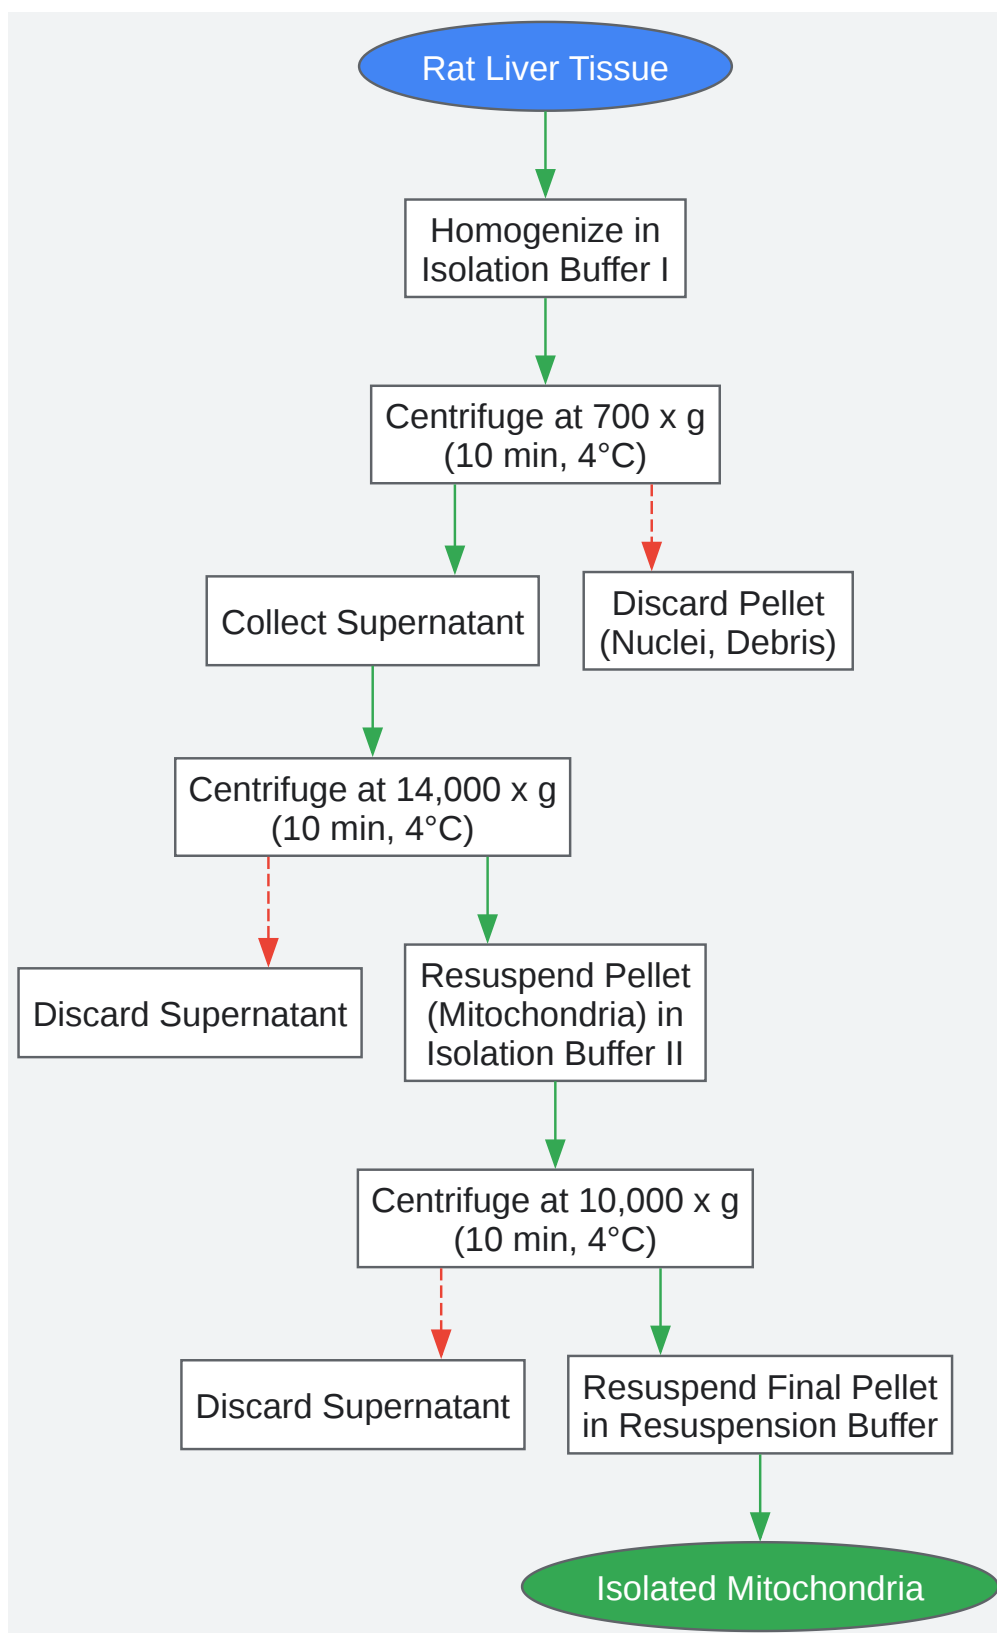 Rat Liver Tissue
Homogenize in
Isolation Buffer I
Centrifuge at 700 x g
(10 min, 4°C)
Collect Supernatant
Discard Pellet
(Nuclei, Debris)
Centrifuge at 14,000 x g
(10 min, 4°C)
Discard Supernatant
Resuspend Pellet
(Mitochondria) in
Isolation Buffer II
Centrifuge at 10,000 x g
(10 min, 4°C)
Discard Supernatant
Resuspend Final Pellet
in Resuspension Buffer
Isolated Mitochondria